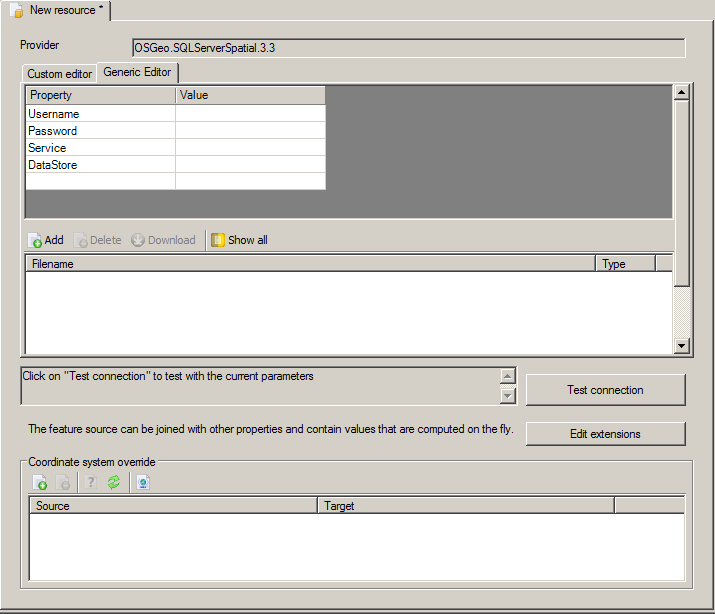 New resource *
Provider
OSGeo.SQLServerSpatial.3.3
Custom editor Generic Editor
Property Value
Username
Password
Service
DataStore
Add Delete Download Show all
Filename Type
Click on "Test connection" to test with the current parameters
Test connection
The feature source can be joined with other properties and contain values that are computed on the fly.
Edit extensions
Coordinate system override
?
Source Target